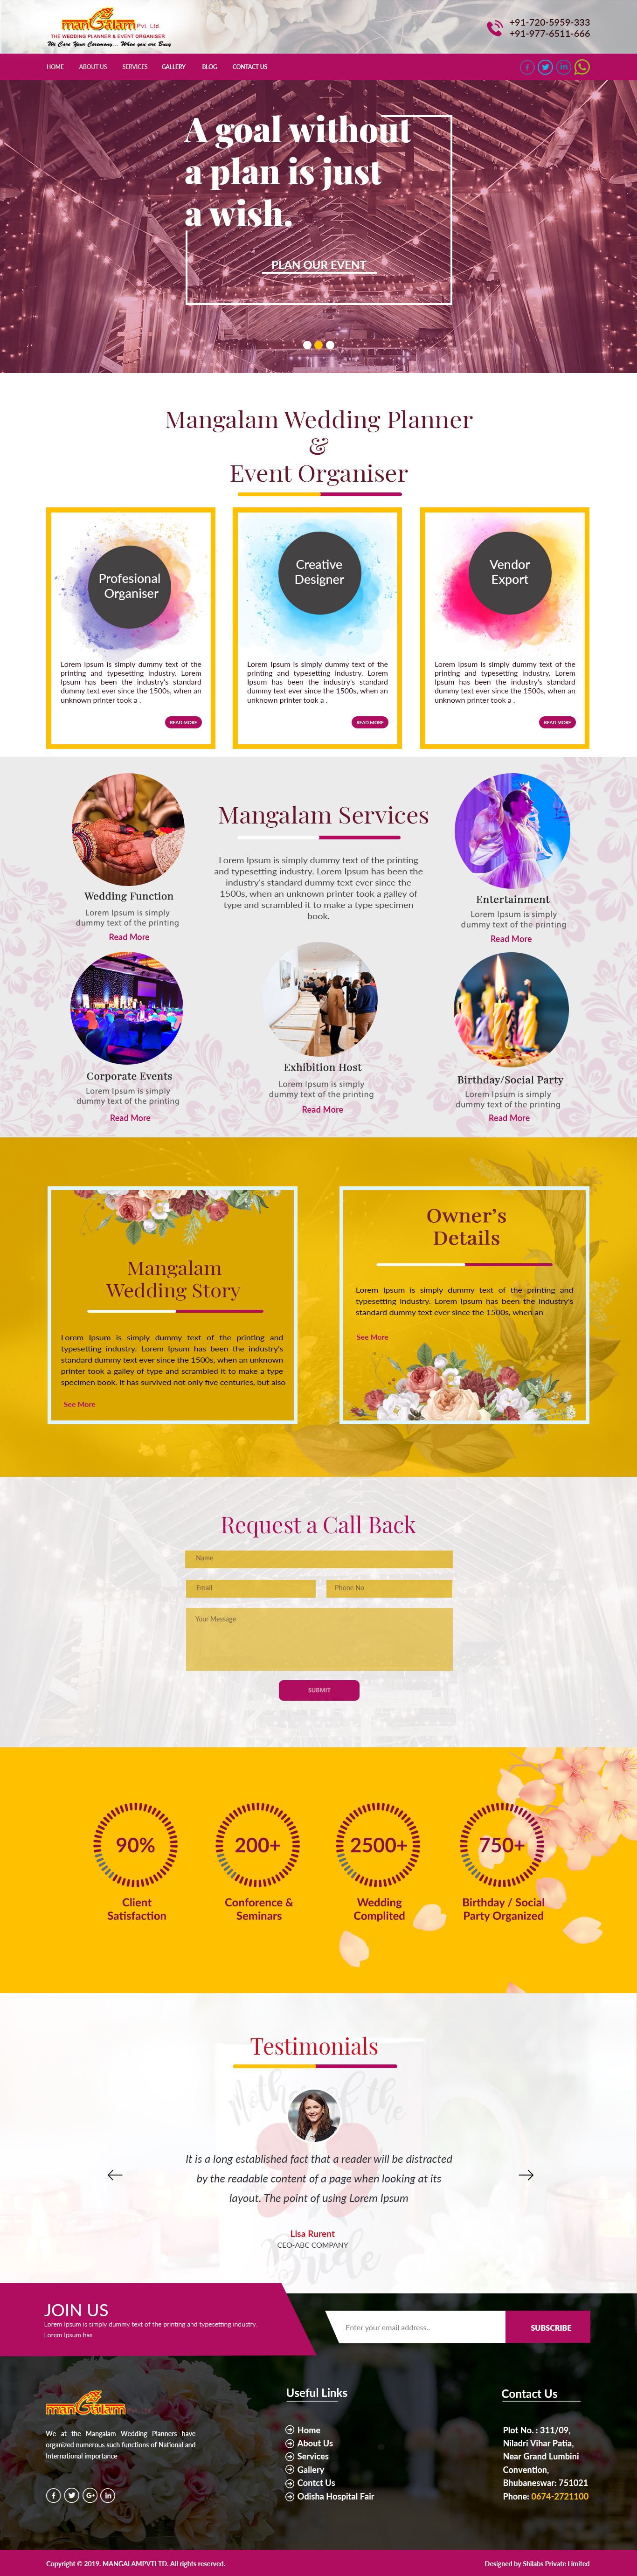 manGalam Pvt. Ltd.
THE WEDDING PLANNER & EVENT ORGANISER
We Care Your Ceremony... When you are Busy
+91-720-5959-333
+91-977-6511-666
HOME ABOUT US SERVICES GALLERY BLOG CONTACT US
A goal without
a plan is just
a wish.
PLAN OUR EVENT
Mangalam Wedding Planner
&
Event Organiser
Profesional
Organiser
Lorem Ipsum is simply dummy text of the
printing and typesetting industry. Lorem
Ipsum has been the industry's standard
dummy text ever since the 1500s, when an
unknown printer took a .
READ MORE
Creative
Designer
Lorem Ipsum is simply dummy text of the
printing and typesetting industry. Lorem
Ipsum has been the industry's standard
dummy text ever since the 1500s, when an
unknown printer took a .
READ MORE
Vendor
Export
Lorem Ipsum is simply dummy text of the
printing and typesetting industry. Lorem
Ipsum has been the industry's standard
dummy text ever since the 1500s, when an
unknown printer took a .
READ MORE
Mangalam Services
Lorem Ipsum is simply dummy text of the printing
and typesetting industry. Lorem Ipsum has been the
industry's standard dummy text ever since the
1500s, when an unknown printer took a galley of
type and scrambled it to make a type specimen
book.
Wedding Function
Lorem Ipsum is simply
dummy text of the printing
Read More
Entertainment
Lorem Ipsum is simply
dummy text of the printing
Read More
Corporate Events
Lorem Ipsum is simply
dummy text of the printing
Read More
Exhibition Host
Lorem Ipsum is simply
dummy text of the printing
Read More
Birthday/Social Party
Lorem Ipsum is simply
dummy text of the printing
Read More
Mangalam
Wedding Story
Lorem Ipsum is simply dummy text of the printing and
typesetting industry. Lorem Ipsum has been the industry's
standard dummy text ever since the 1500s, when an unknown
printer took a galley of type and scrambled it to make a type
specimen book. It has survived not only five centuries, but also
See More
Owner's
Details
Lorem Ipsum is simply dummy text of the printing and
typesetting industry. Lorem Ipsum has been the industry's
standard dummy text ever since the 1500s, when an
See More
Request a Call Back
Name
Email
Phone No
Your Message
SUBMIT
90%
Client
Satisfaction
200+
Conforence &
Seminars
2500+
Wedding
Complited
750+
Birthday / Social
Party Organized
Testimonials
Mother of the
Bride
It is a long established fact that a reader will be distracted
by the readable content of a page when looking at its
layout. The point of using Lorem Ipsum
Lisa Rurent
CEO-ABC COMPANY
JOIN US
Lorem Ipsum is simply dummy text of the printing and typesetting industry.
Lorem Ipsum has
Enter your email address..
SUBSCRIBE
manGalam
We at the Mangalam Wedding Planners have
organized numerous such functions of National and
International importance
Useful Links
Home
About Us
Services
Gallery
Contct Us
Odisha Hospital Fair
Contact Us
Plot No. : 311/09,
Niladri Vihar Patia,
Near Grand Lumbini
Convention,
Bhubaneswar: 751021
Phone: 0674-2721100
Copyright © 2019. MANGALAMPVTLTD. All rights reserved.
Designed by Shilabs Private Limited